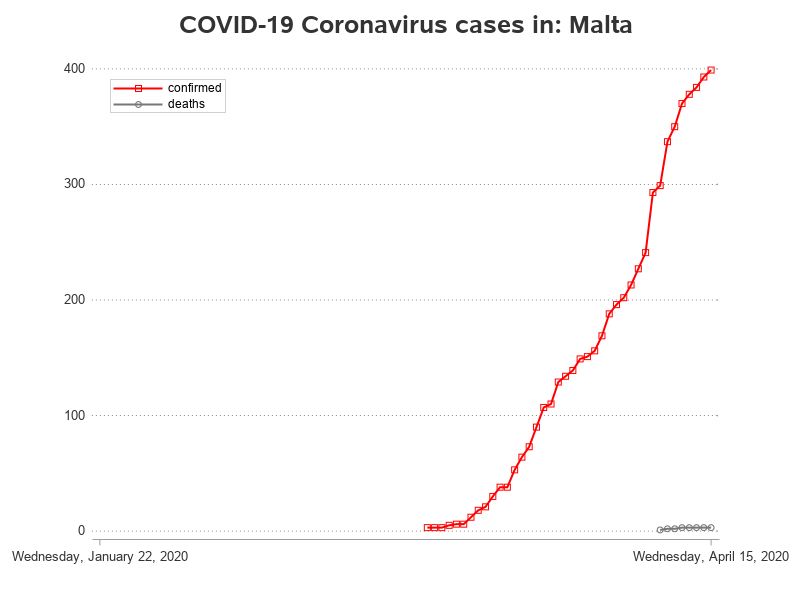 COVID-19 Coronavirus cases in: Malta
400
confirmed
deaths
300
200
100
0
Wednesday, January 22, 2020 Wednesday, April 15, 2020